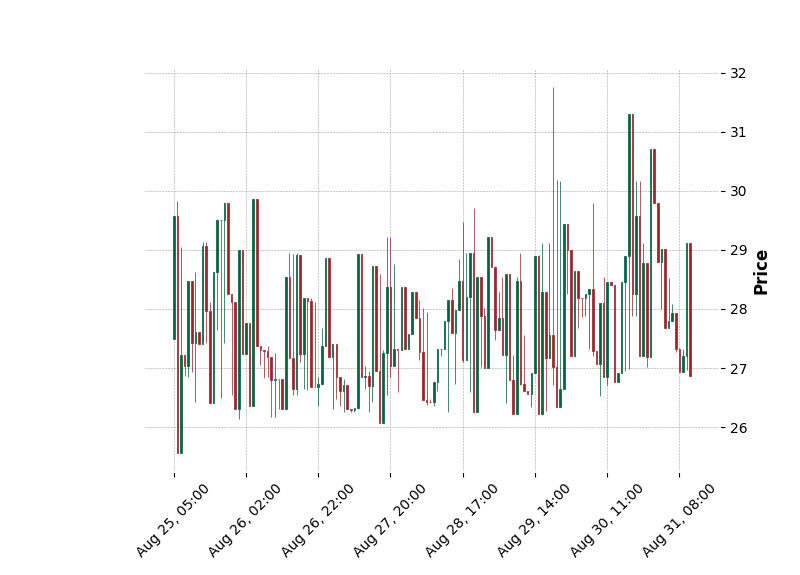 32
31
30
29
28
27
26
Price
Aug 25, 05:00
Aug 26, 02:00
Aug 26, 22:00
Aug 27, 20:00
Aug 28, 17:00
Aug 29, 14:00
Aug 30, 11:00
Aug 31, 08:00